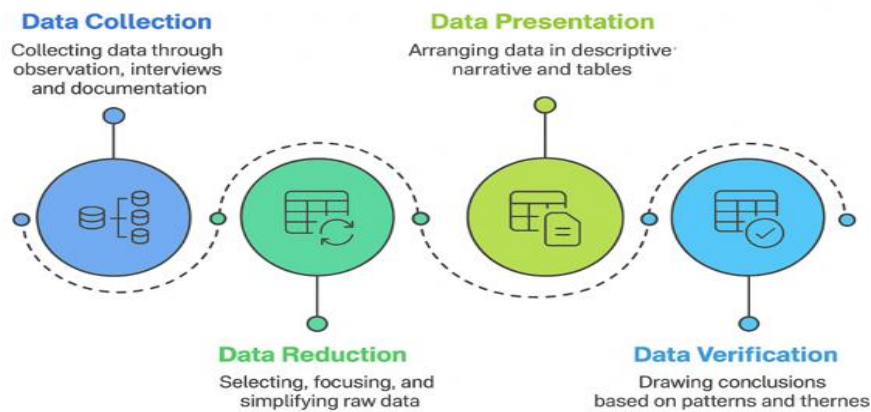 Data Collection
Collecting data through
observation, interviews
and documentation
Data Presentation
Arranging data in descriptive
narrative and tables
Data Reduction
Selecting, focusing, and
simplifying raw data
Data Verification
Drawing conclusions
based on patterns and thernes